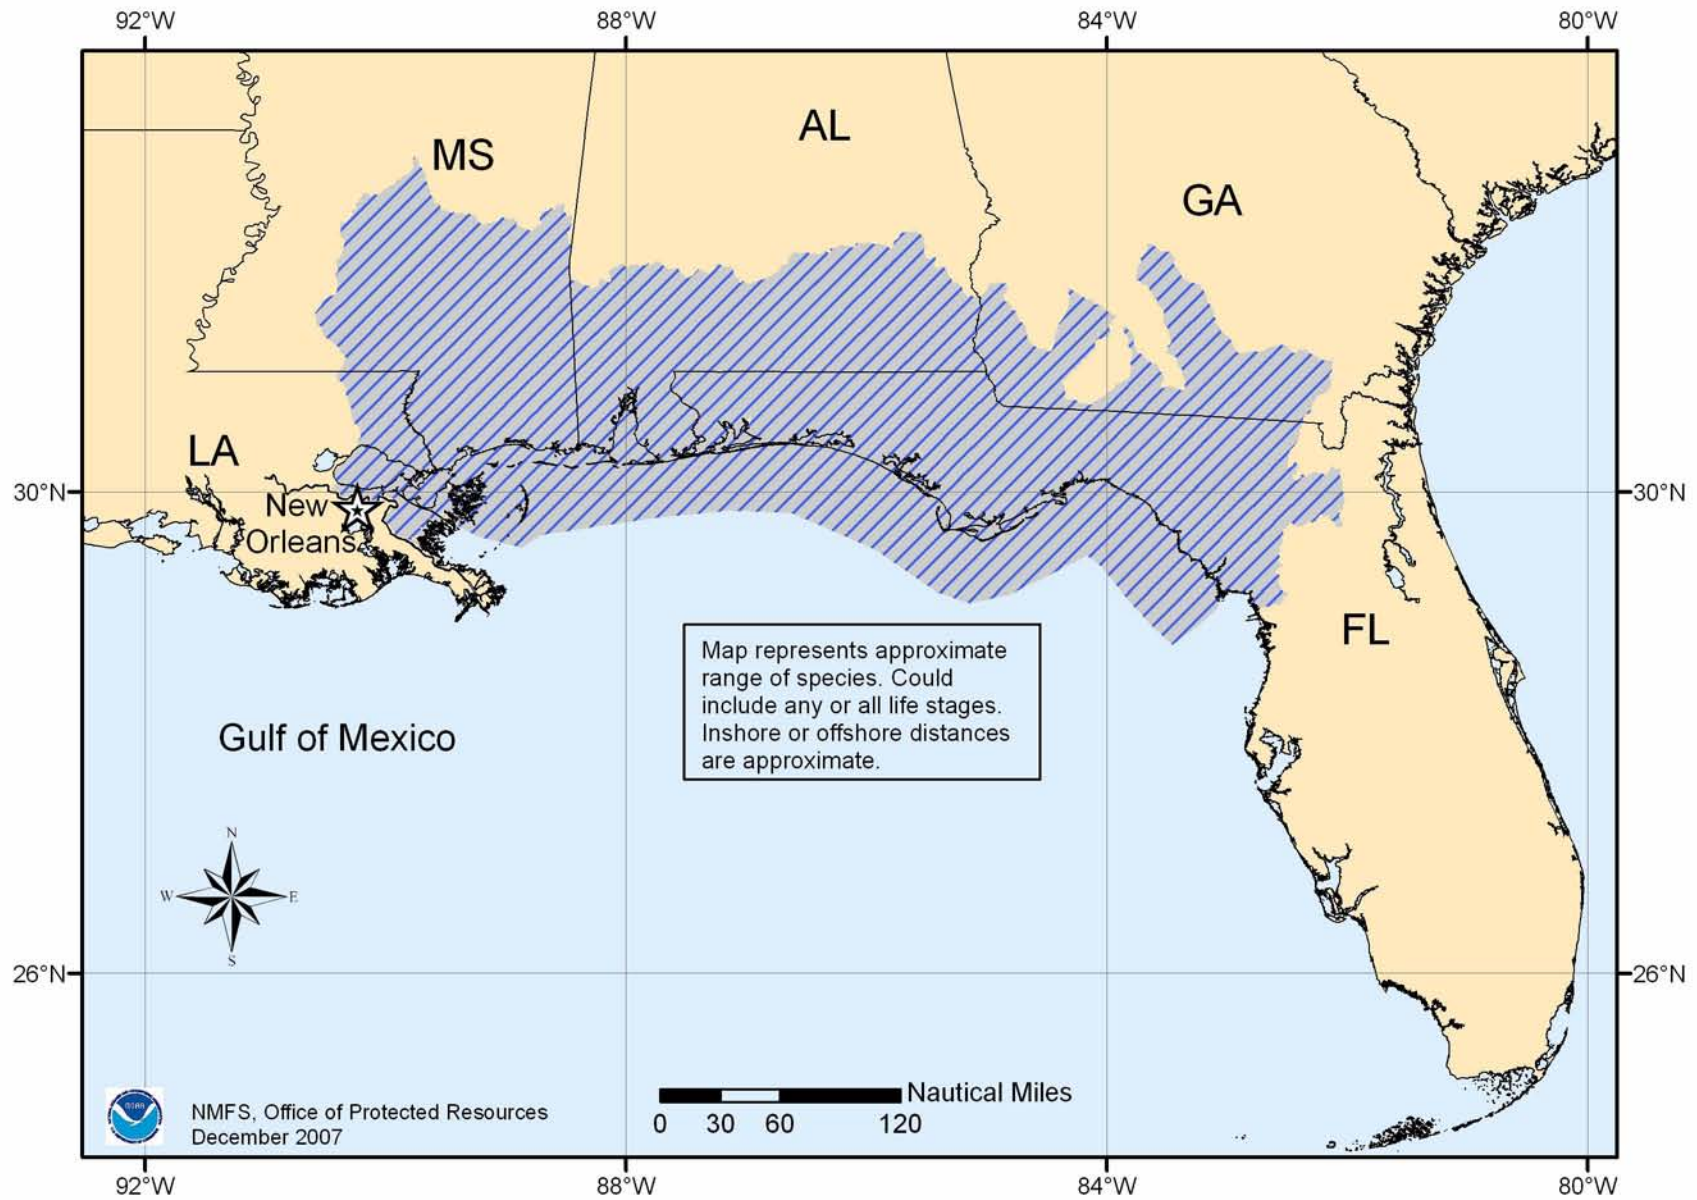 92°W 88°W 84°W 80°W
AL
MS
GA
LA
30°N 30°N
New
Orleans
FL
Map represents approximate
range of species. Could
include any or all life stages.
Inshore or offshore distances
are approximate.
Gulf of Mexico
N
W E
S
26°N 26°N
Nautical Miles
0 30 60 120
NMFS, Office of Protected Resources
December 2007
92°W 88°W 84°W 80°W